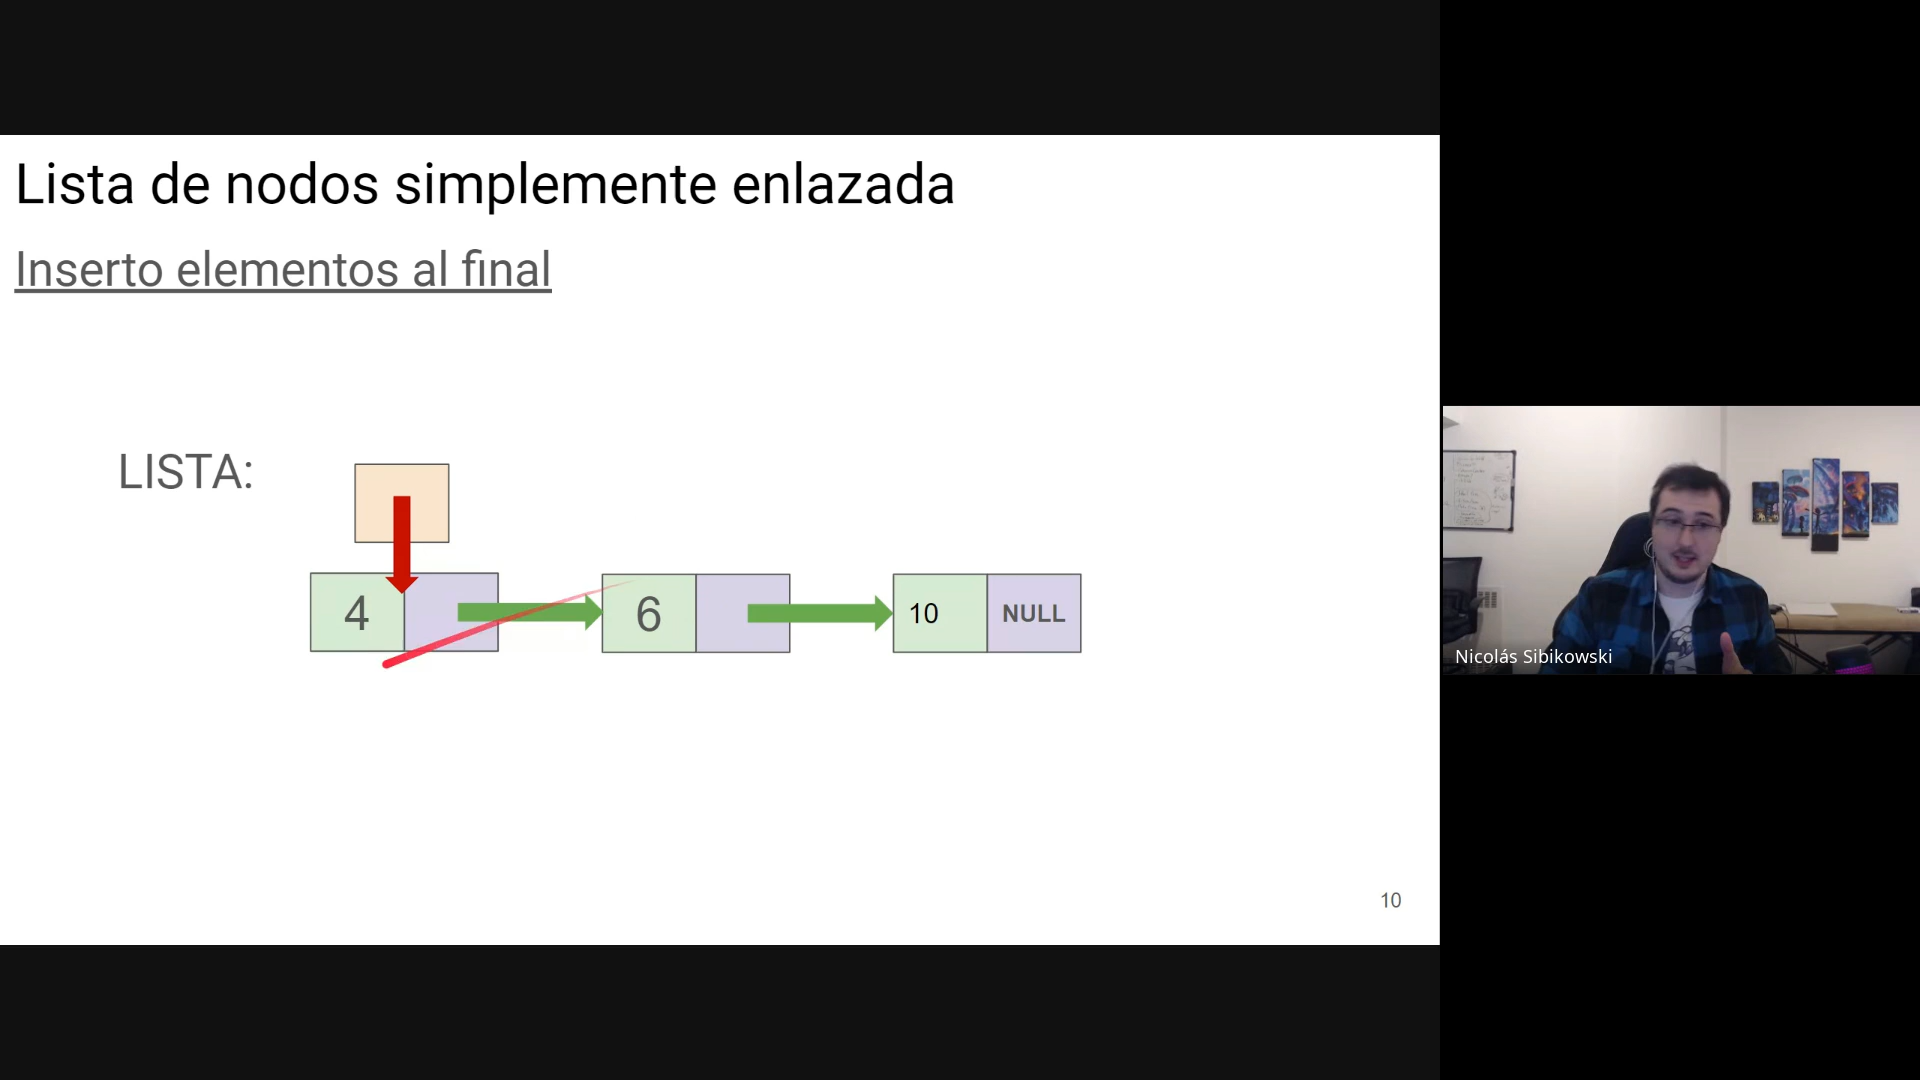 Lista de nodos simplemente enlazada
Inserto elementos al final
LISTA:
4 6 10 NULL
10
Nicolás Sibikowski